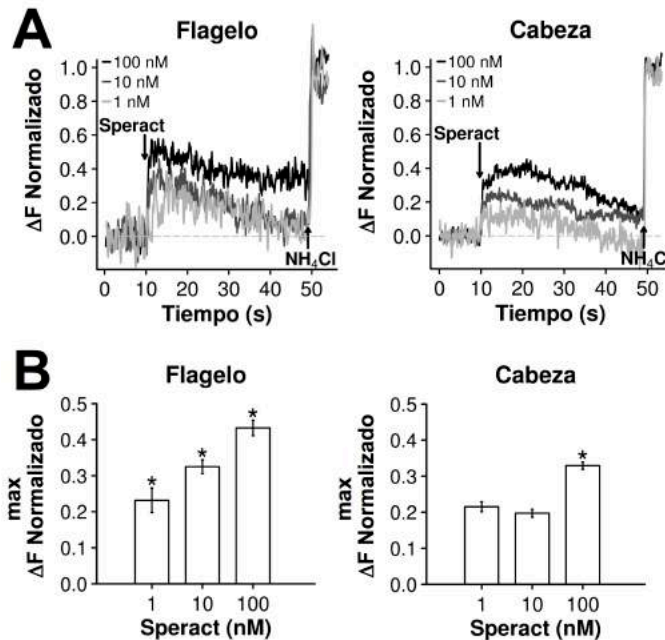 A
Flagelo
Cabeza
ΔF Normalizado
1.0
0.8
0.6
0.4
0.2
0.0
100 nM
10 nM
1 nM
Speract
NH₄Cl
0 10 20 30 40 50
Tiempo (s)
ΔF Normalizado
1.0
0.8
0.6
0.4
0.2
0.0
100 nM
10 nM
1 nM
Speract
NH₄C
0 10 20 30 40 50
Tiempo (s)
B
Flagelo
Cabeza
max
ΔF Normalizado
0.5
0.4
0.3
0.2
0.1
0.0
* * *
1 10 100
Speract (nM)
max
ΔF Normalizado
0.5
0.4
0.3
0.2
0.1
0.0
*
1 10 100
Speract (nM)